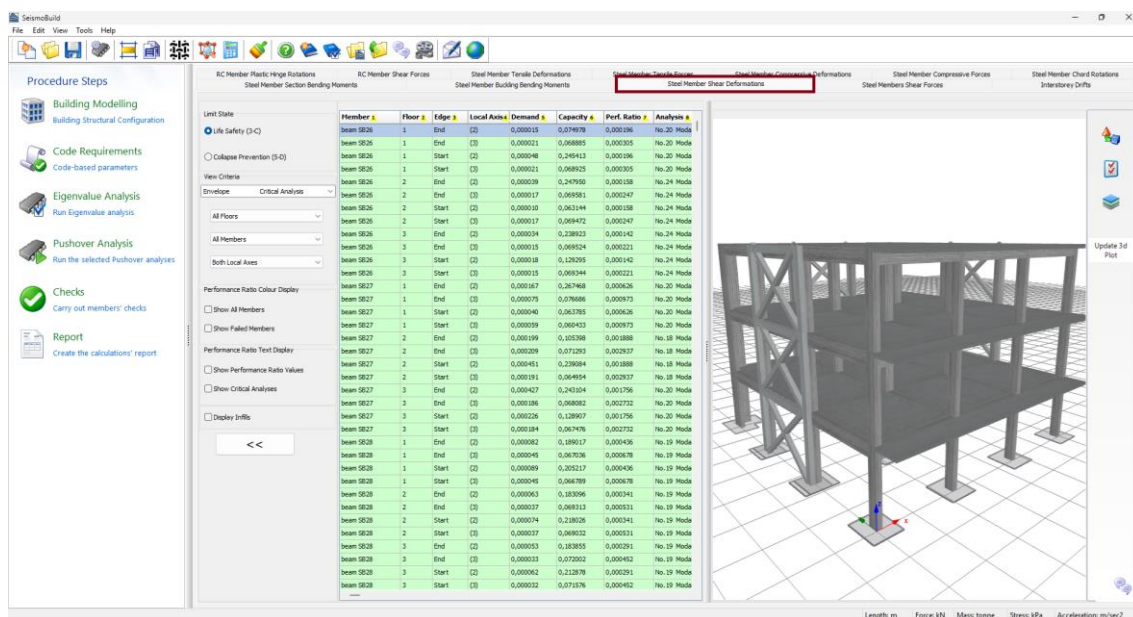 SeismoBuild
File Edit View Tools Help
Procedure Steps
Building Modelling
Building Structural Configuration
Code Requirements
Code-based parameters
Eigenvalue Analysis
Run Eigenvalue analysis
Pushover Analysis
Run the selected Pushover analyses
Checks
Carry out members' checks
Report
Create the calculations' report
RC Member Plastic Hinge Rotations RC Member Shear Forces Steel Member Tensile Deformations Steel Member Tensile Forces Steel Member Compressive Deformations Steel Member Compressive Forces Steel Member Chord Rotations
Steel Member Section Bending Moments Steel Member Buckling Bending Moments Steel Member Shear Deformations Steel Members Shear Forces Interstorey Drifts
Limit State
Life Safety (3-C)
Collapse Prevention (S-D)
View Criteria
Envelope Critical Analysis
All Floors
All Members
Both Local Axes
Performance Ratio Colour Display
Show All Members
Show Failed Members
Performance Ratio Text Display
Show Performance Ratio Values
Show Critical Analyses
Display Infills
<<
Member 1 Floor 2 Edge 3 Local Axis 4 Demand 5 Capacity 6 Perf. Ratio 7 Analysis 8
beam SB26 1 End (2) 0,000015 0,074978 0,000196 No.20 Moda
beam SB26 1 End (3) 0,000021 0,068885 0,000305 No.20 Moda
beam SB26 1 Start (2) 0,000048 0,245413 0,000196 No.20 Moda
beam SB26 1 Start (3) 0,000021 0,068925 0,000305 No.20 Moda
beam SB26 2 End (2) 0,000039 0,247950 0,000158 No.24 Moda
beam SB26 2 End (3) 0,000017 0,069581 0,000247 No.24 Moda
beam SB26 2 Start (2) 0,000010 0,063144 0,000158 No.24 Moda
beam SB26 2 Start (3) 0,000017 0,069472 0,000247 No.24 Moda
beam SB26 3 End (2) 0,000034 0,238923 0,000142 No.24 Moda
beam SB26 3 End (3) 0,000015 0,069524 0,000221 No.24 Moda
beam SB26 3 Start (2) 0,000018 0,129295 0,000142 No.24 Moda
beam SB26 3 Start (3) 0,000015 0,069344 0,000221 No.24 Moda
beam SB27 1 End (2) 0,000167 0,267468 0,000626 No.20 Moda
beam SB27 1 End (3) 0,000075 0,076686 0,000973 No.20 Moda
beam SB27 1 Start (2) 0,000040 0,063785 0,000626 No.20 Moda
beam SB27 1 Start (3) 0,000059 0,060433 0,000973 No.20 Moda
beam SB27 2 End (2) 0,000199 0,105398 0,001888 No.18 Moda
beam SB27 2 End (3) 0,000209 0,071293 0,002937 No.18 Moda
beam SB27 2 Start (2) 0,000451 0,239084 0,001888 No.18 Moda
beam SB27 2 Start (3) 0,000191 0,064954 0,002937 No.18 Moda
beam SB27 3 End (2) 0,000427 0,243104 0,001756 No.20 Moda
beam SB27 3 End (3) 0,000186 0,068082 0,002732 No.20 Moda
beam SB27 3 Start (2) 0,000226 0,128907 0,001756 No.20 Moda
beam SB27 3 Start (3) 0,000184 0,067476 0,002732 No.20 Moda
beam SB28 1 End (2) 0,000082 0,189017 0,000436 No.19 Moda
beam SB28 1 End (3) 0,000045 0,067036 0,000678 No.19 Moda
beam SB28 1 Start (2) 0,000089 0,205217 0,000436 No.19 Moda
beam SB28 1 Start (3) 0,000045 0,066789 0,000678 No.19 Moda
beam SB28 2 End (2) 0,000063 0,183096 0,000341 No.19 Moda
beam SB28 2 End (3) 0,000037 0,069313 0,000531 No.19 Moda
beam SB28 2 Start (2) 0,000074 0,218026 0,000341 No.19 Moda
beam SB28 2 Start (3) 0,000037 0,069032 0,000531 No.19 Moda
beam SB28 3 End (2) 0,000053 0,183855 0,000291 No.19 Moda
beam SB28 3 End (3) 0,000033 0,072002 0,000452 No.19 Moda
beam SB28 3 Start (2) 0,000062 0,212878 0,000291 No.19 Moda
beam SB28 3 Start (3) 0,000032 0,071576 0,000452 No.19 Moda
Update 3d
Plot
z
x
Length: m Force: kN Mass: tonne Stress: kPa Acceleration: m/sec2